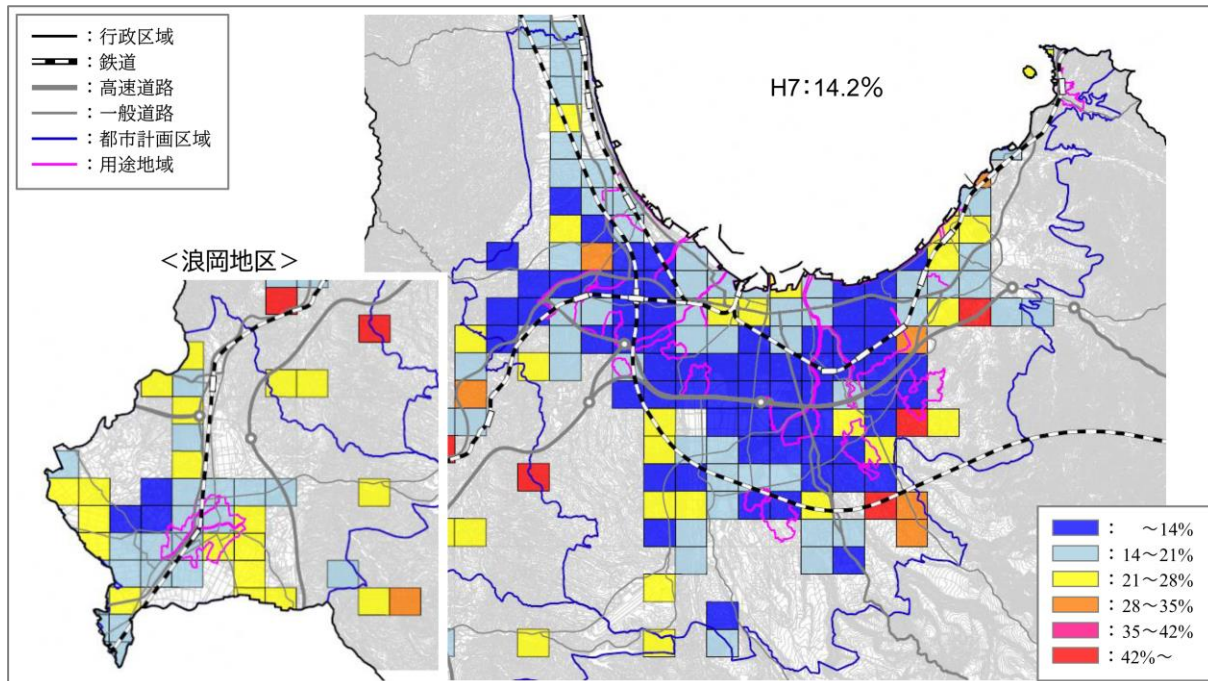 ：行政区域
：鉄道
：高速道路
：一般道路
：都市計画区域
：用途地域
H7：14.2%
＜浪岡地区＞
： ～14%
：14～21%
：21～28%
：28～35%
：35～42%
：42%～